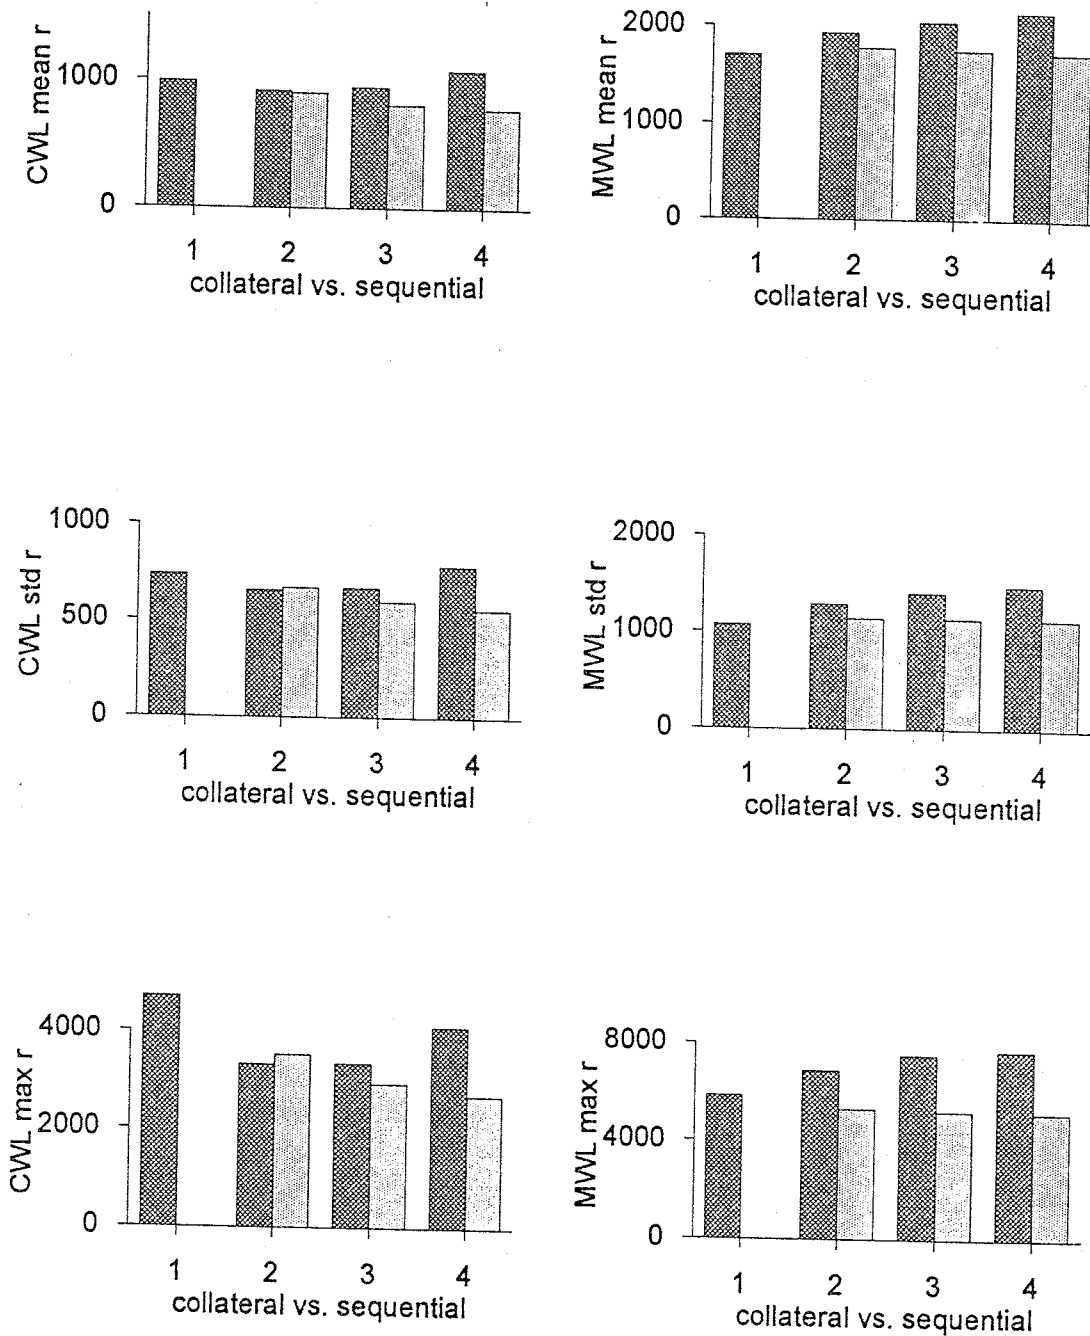 CWL mean r
1000
0
1 2 3 4
collateral vs. sequential
MWL mean r
2000
1000
0
1 2 3 4
collateral vs. sequential
CWL std r
1000
500
0
1 2 3 4
collateral vs. sequential
MWL std r
2000
1000
0
1 2 3 4
collateral vs. sequential
CWL max r
4000
2000
0
1 2 3 4
collateral vs. sequential
MWL max r
8000
4000
0
1 2 3 4
collateral vs. sequential